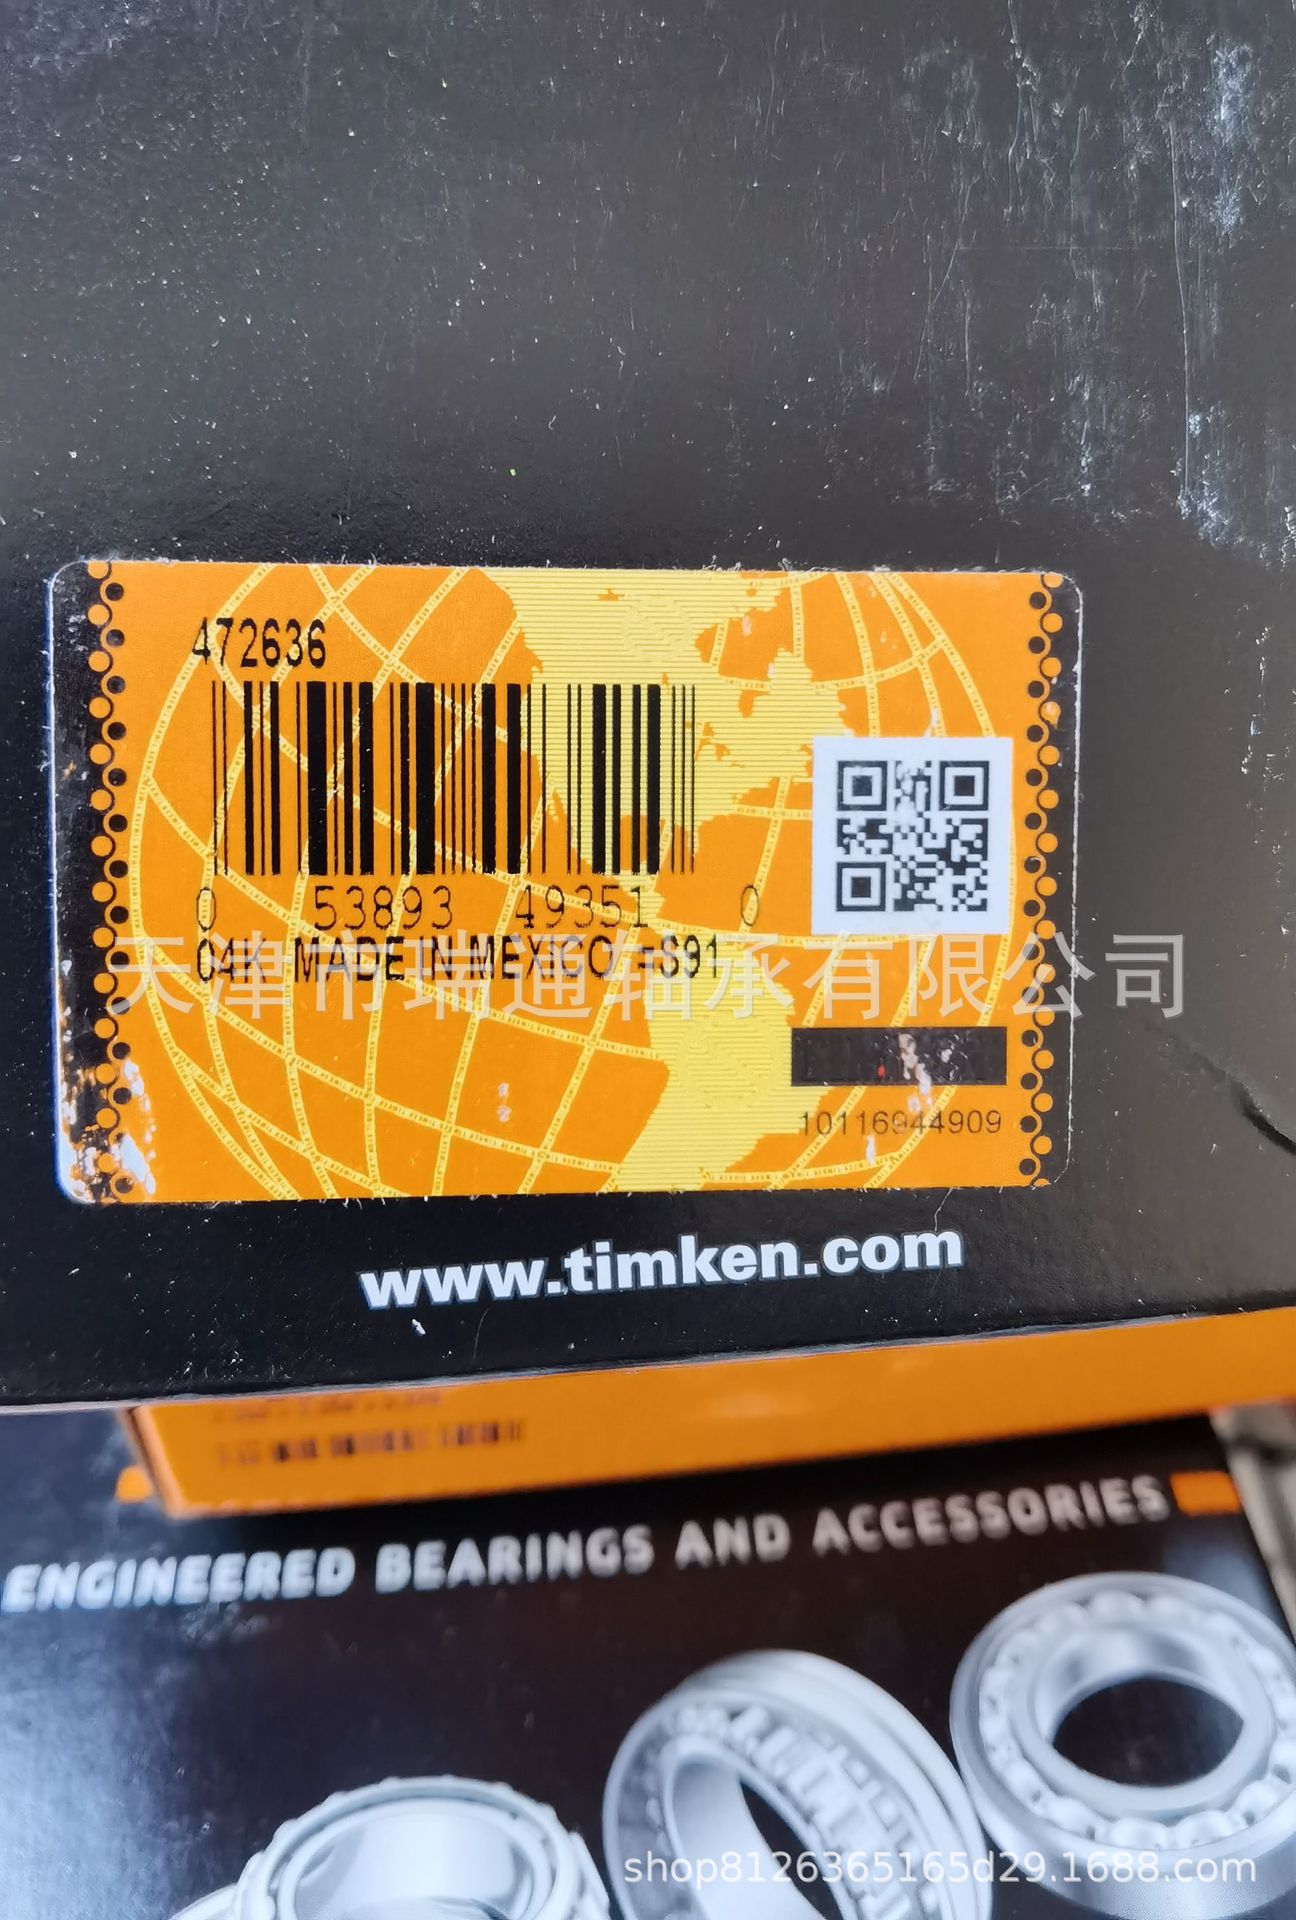 472636
0 53893 49351 0
C4K MADE IN MEXICO =S91
天津市瑞通轴承有限公司
10116944909
www.timken.com
ENGINEERED BEARINGS AND ACCESSORIES
shop8126365165d29.1688.com